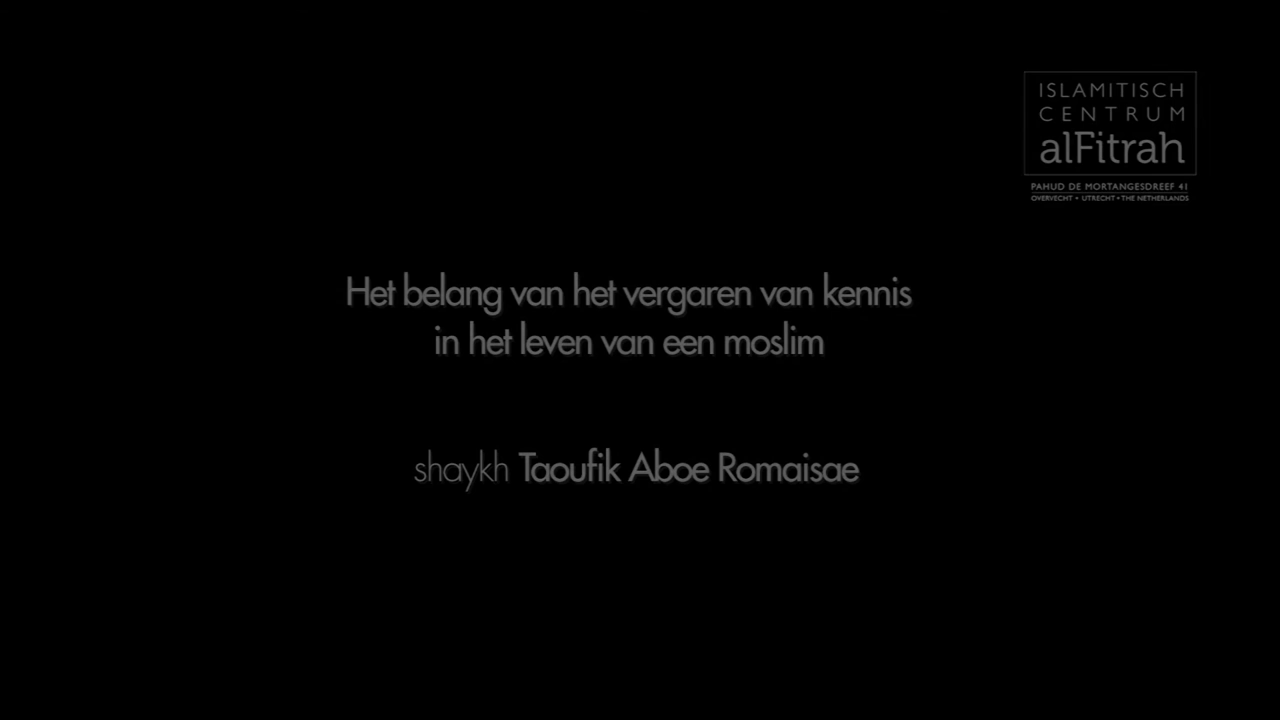 ISLAMITISCH
CENTRUM
alFitrah
PAHUD DE MORTANGESDREEF 41
OVERVECHT • UTRECHT • THE NETHERLANDS
Het belang van het vergaren van kennis
in het leven van een moslim
shaykh Taoufik Aboe Romaisae